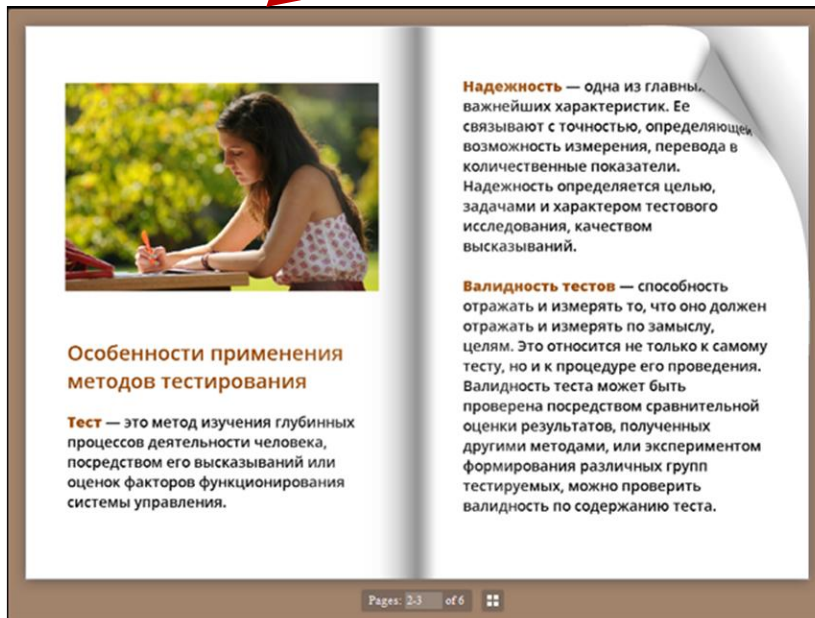 Особенности применения
методов тестирования
Тест — это метод изучения глубинных
процессов деятельности человека,
посредством его высказываний или
оценок факторов функционирования
системы управления.
Надежность — одна из
важнейших характеристик. Ее
связывают с точностью, определяющей
возможность измерения, перевода в
количественные показатели.
Надежность определяется целью,
задачами и характером тестового
исследования, качеством
высказываний.
Валидность тестов — способность
отражать и измерять то, что оно должен
отражать и измерять по замыслу,
целям. Это относится не только к самому
тесту, но и к процедуре его проведения.
Валидность теста может быть
проверена посредством сравнительной
оценки результатов, полученных
другими методами, или экспериментом
формирования различных групп
тестируемых, можно проверить
валидность по содержанию теста.
Pages: 2-3 of 6